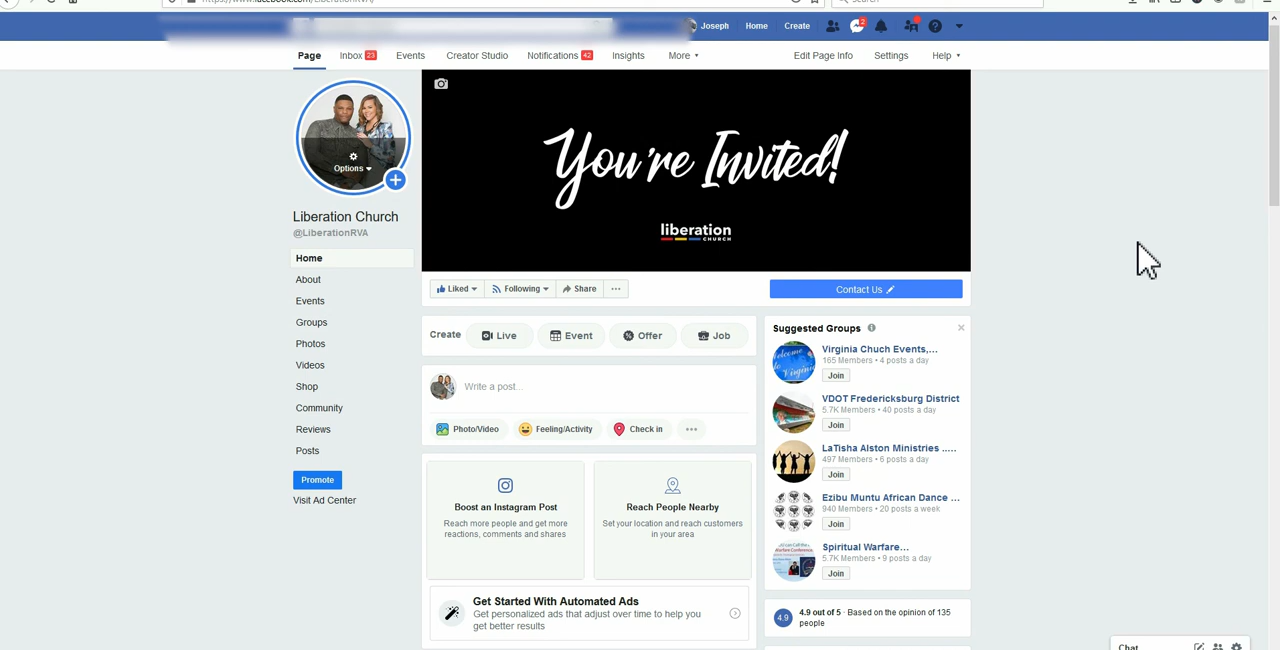 Joseph Home Create 2
Page Inbox 23 Events Creator Studio Notifications 42 Insights More Edit Page Info Settings Help
You're Invited!
liberation
CHURCH
Options
Liberation Church
@LiberationRVA
Home
About
Events
Groups
Photos
Videos
Shop
Community
Reviews
Posts
Promote
Visit Ad Center
Liked Following Share ...
Contact Us
Create Live Event Offer Job
Write a post...
Photo/Video Feeling/Activity Check in ...
Boost an Instagram Post
Reach more people and get more
reactions, comments and shares
Reach People Nearby
Set your location and reach customers
in your area
Get Started With Automated Ads
Get personalized ads that adjust over time to help you
get better results
Suggested Groups
Virginia Chuch Events,...
165 Members • 4 posts a day
Join
VDOT Fredericksburg District
5.7K Members • 40 posts a day
Join
LaTisha Alston Ministries .....
497 Members • 6 posts a day
Join
Ezibu Muntu African Dance ...
940 Members • 20 posts a week
Join
Spiritual Warfare...
5.7K Members • 9 posts a day
Join
4.9 4.9 out of 5 · Based on the opinion of 135
people
Chat